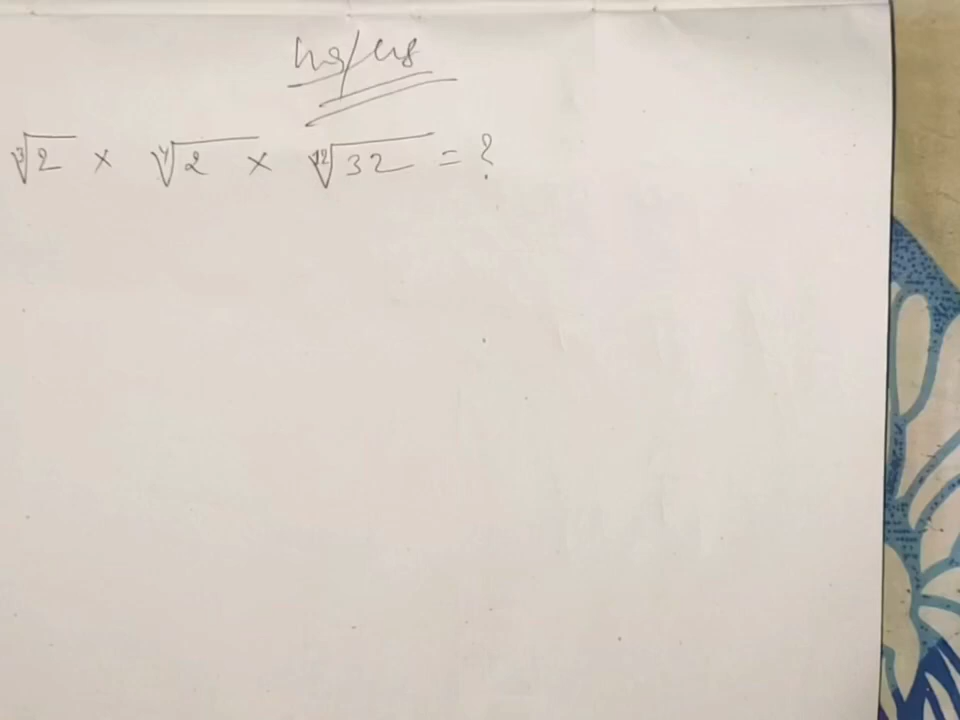 ∛2 × ∜2 × ¹²√32 = ?